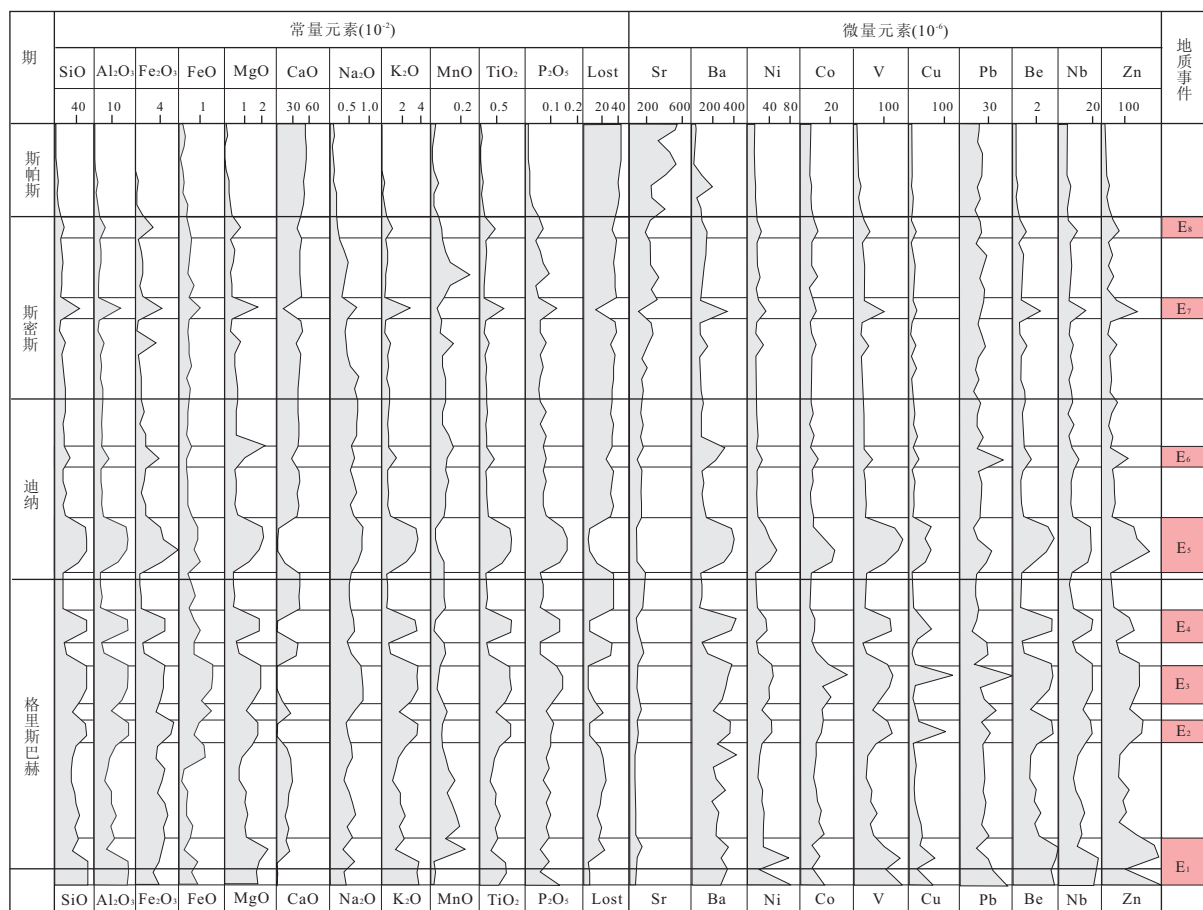 期
常量元素(10⁻²)
微量元素(10⁻⁶)
地质事件
SiO Al₂O₃ Fe₂O₃ FeO MgO CaO Na₂O K₂O MnO TiO₂ P₂O₅ Lost Sr Ba Ni Co V Cu Pb Be Nb Zn
40 10 4 1 1 2 30 60 0.5 1.0 2 4 0.2 0.5 0.1 0.2 20 40 200 600 200 400 40 80 20 100 100 30 2 20 100
斯帕斯
E₈
斯密斯
E₇
迪纳
E₆
E₅
格里斯巴赫
E₄
E₃
E₂
E₁
SiO Al₂O₃ Fe₂O₃ FeO MgO CaO Na₂O K₂O MnO TiO₂ P₂O₅ Lost Sr Ba Ni Co V Cu Pb Be Nb Zn